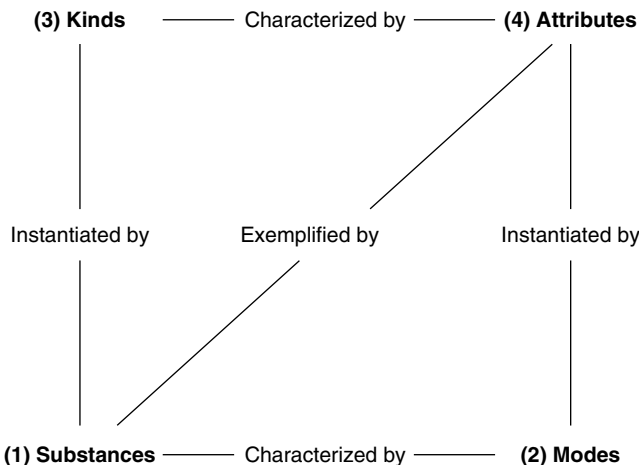 (3) Kinds Characterized by (4) Attributes
Instantiated by Exemplified by Instantiated by
(1) Substances Characterized by (2) Modes